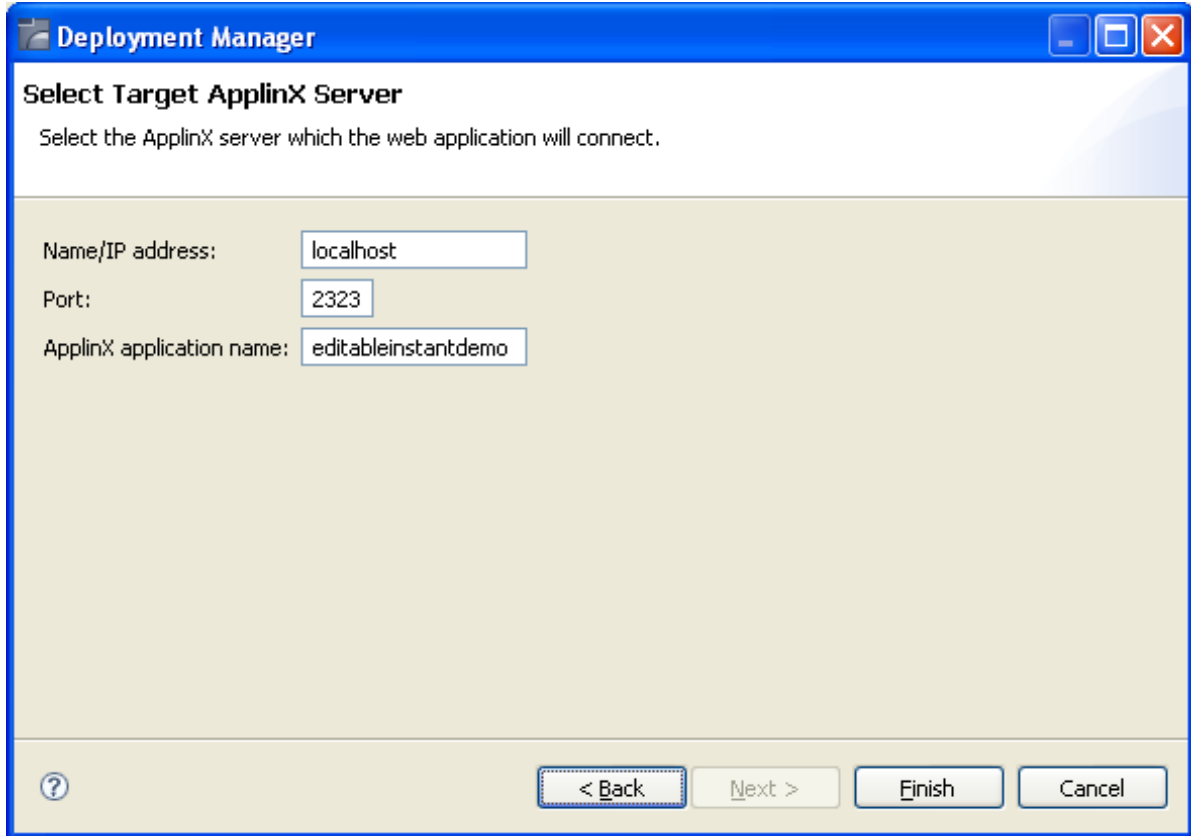 Deployment Manager
Select Target ApplinX Server
Select the ApplinX server which the web application will connect.
Name/IP address: localhost
Port: 2323
ApplinX application name: editableinstantdemo
? < Back Next > Finish Cancel